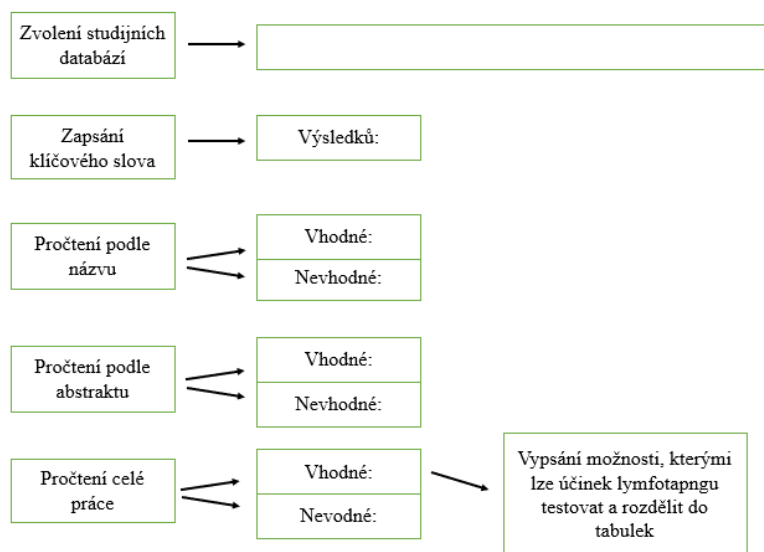 Zvolení studijních
databází
Zapsání
klíčového slova
Výsledků:
Pročtení podle
názvu
Vhodné:
Nevhodné:
Pročtení podle
abstraktu
Vhodné:
Nevhodné:
Pročtení celé
práce
Vhodné:
Nevodné:
Vypsání možnosti, kterými
lze účinek lymfotapngu
testovat a rozdělit do
tabulek